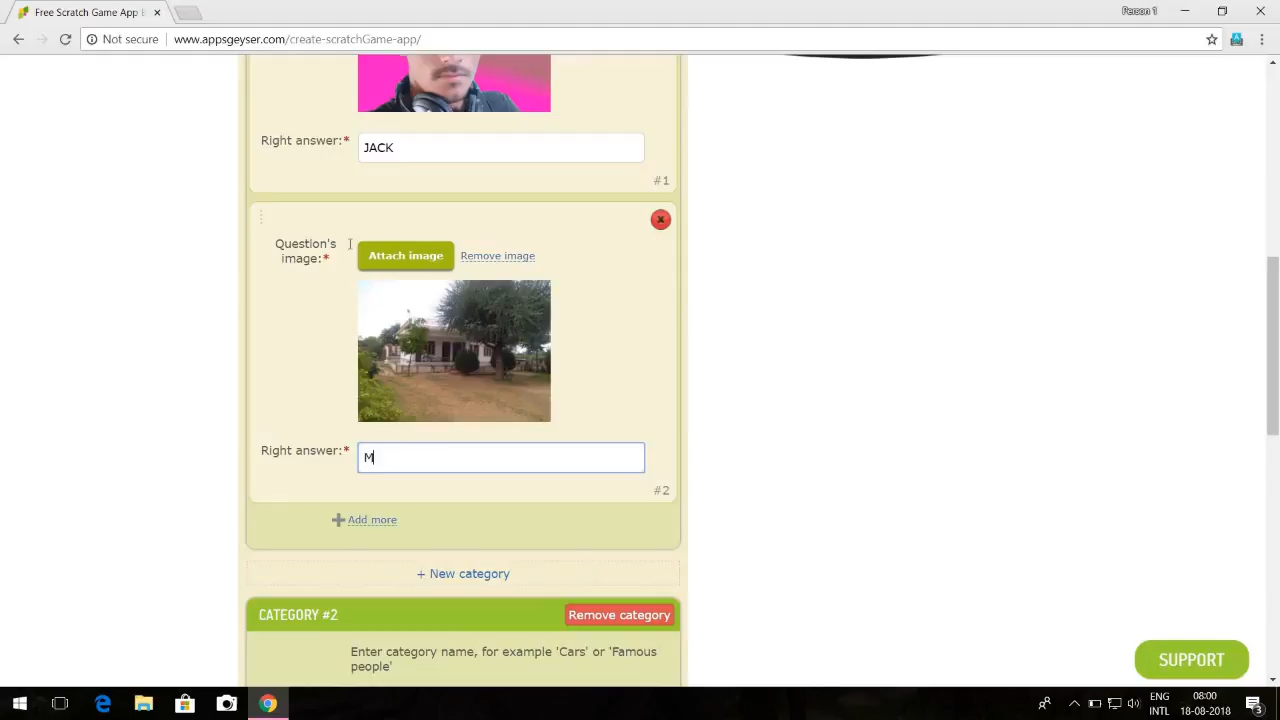 Free Scratch Game App B
Person 1
Not secure
www.appsgeyser.com/create-scratchGame-app/
Right answer:*
JACK
#1
Question's image:*
Attach image
Remove image
Right answer:*
M
#2
Add more
+ New category
CATEGORY #2
Remove category
Enter category name, for example 'Cars' or 'Famous
people'
SUPPORT
ENG
INTL
08:00
18-08-2018
3